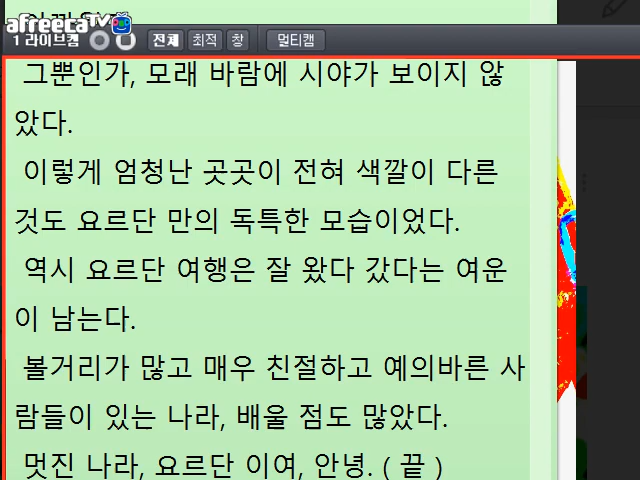 afreecaTV
1 라이브캠 전체 최적 창 멀티캠
그뿐인가, 모래 바람에 시야가 보이지 않
았다.
이렇게 엄청난 곳곳이 전혀 색깔이 다른
것도 요르단 만의 독특한 모습이었다.
역시 요르단 여행은 잘 왔다 갔다는 여운
이 남는다.
볼거리가 많고 매우 친절하고 예의바른 사
람들이 있는 나라, 배울 점도 많았다.
멋진 나라, 요르단 이여, 안녕. ( 끝 )